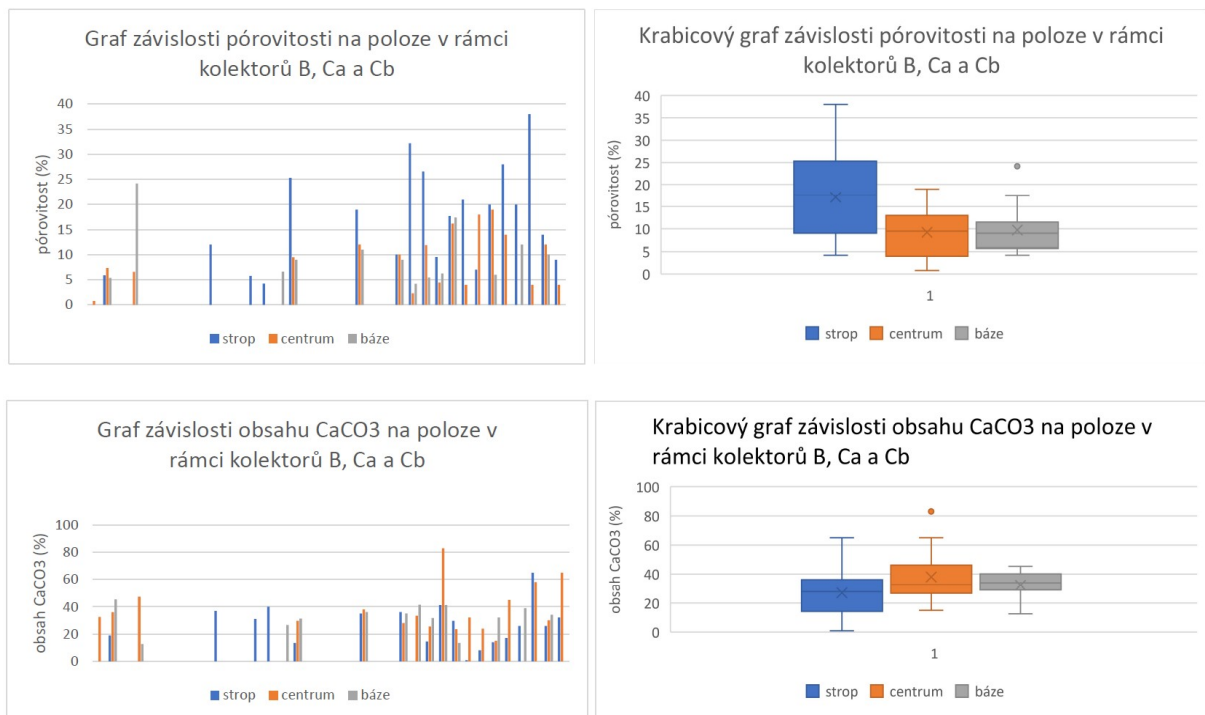 Graf závislosti pórovitosti na poloze v rámci
kolektorů B, Ca a Cb
pórovitost (%)
40
35
30
25
20
15
10
5
0
strop centrum báze
Krabicový graf závislosti pórovitosti na poloze v rámci
kolektorů B, Ca a Cb
pórovitost (%)
40
35
30
25
20
15
10
5
0
1
strop centrum báze
Graf závislosti obsahu CaCO3 na poloze v
rámci kolektorů B, Ca a Cb
obsah CaCO3 (%)
100
80
60
40
20
0
strop centrum báze
Krabicový graf závislosti obsahu CaCO3 na poloze v
rámci kolektorů B, Ca a Cb
obsah CaCO3 (%)
100
80
60
40
20
0
1
strop centrum báze